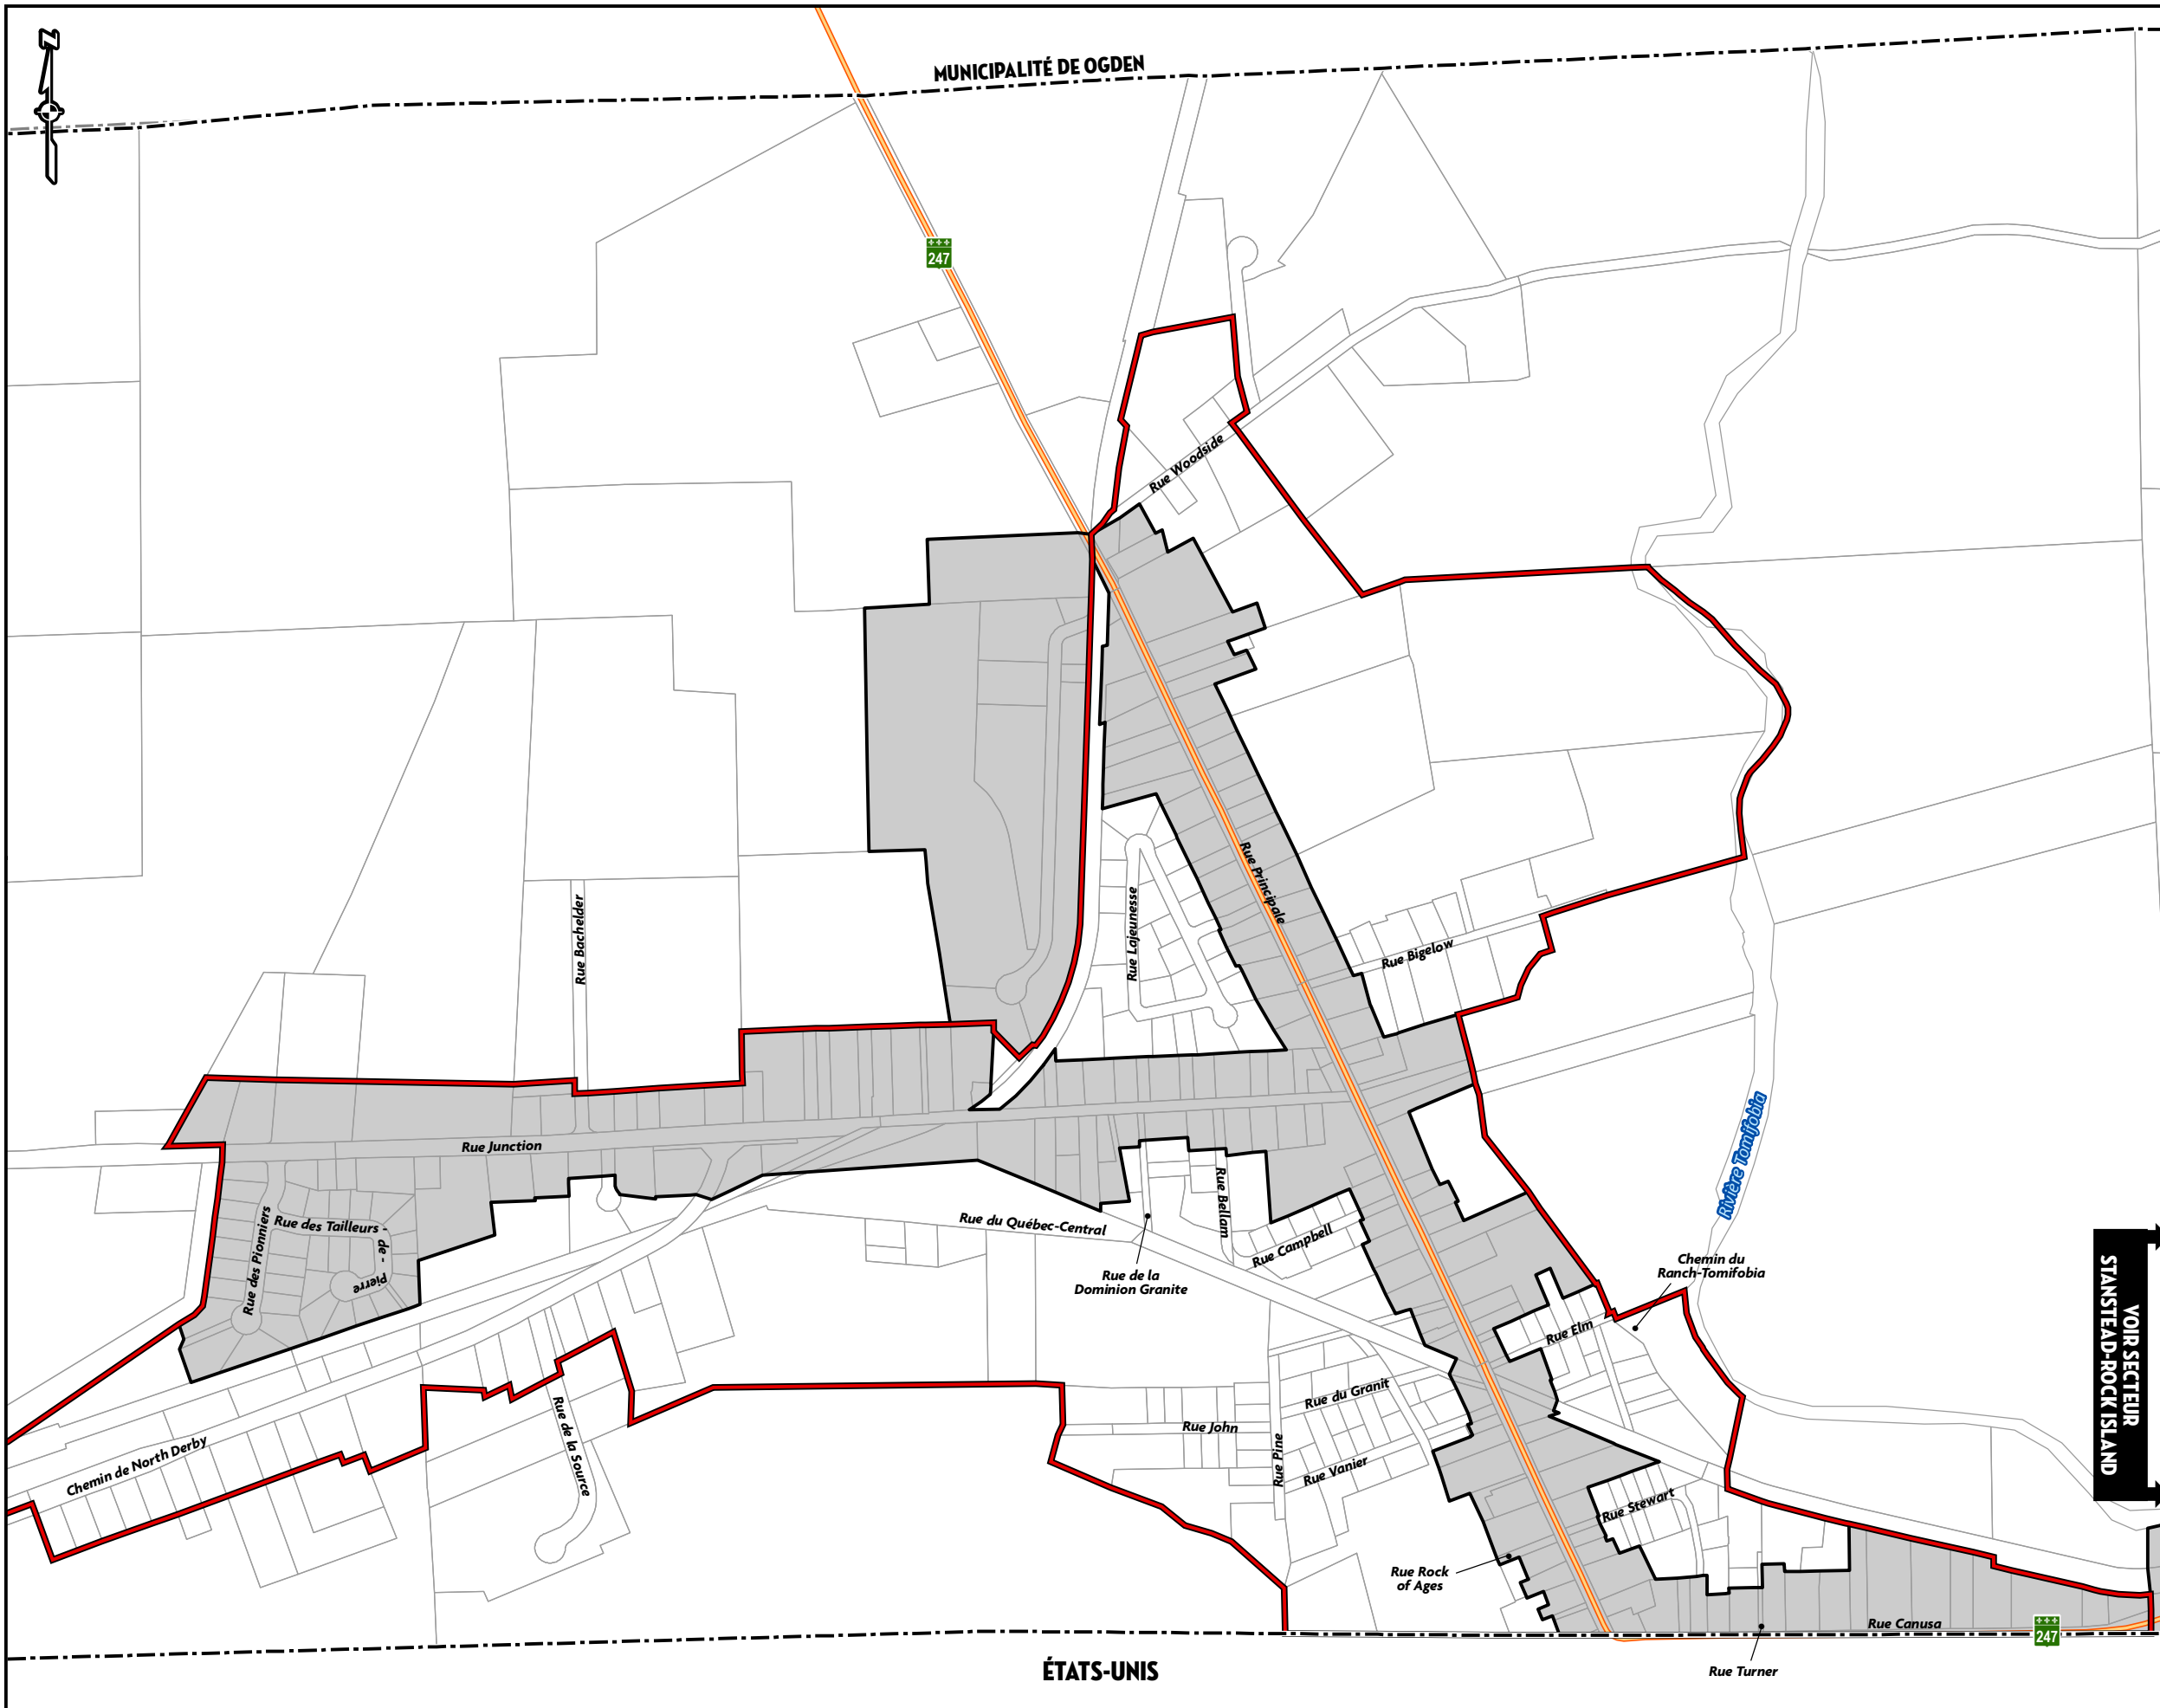 N
MUNICIPALITÉ DE OGDEN
247
Rue Woodside
Rue Principale
Rue Bachelder
Rue Lajeunesse
Rue Bigelow
Rivière Tomifobia
Rue Junction
Rue des Pionniers
Rue des Tailleurs -
de -
Pierre
Rue du Québec-Central
Rue Bellam
Rue Campbell
Rue de la
Dominion Granite
Chemin du
Ranch-Tomifobia
VOIR SECTEUR
STANSTEAD-ROCK ISLAND
Rue Elm
Rue du Granit
Rue John
Rue Pine
Rue Vanier
Rue de la Source
Chemin de North Derby
Rue Stewart
Rue Rock
of Ages
Rue Canusa
247
Rue Turner
ÉTATS-UNIS